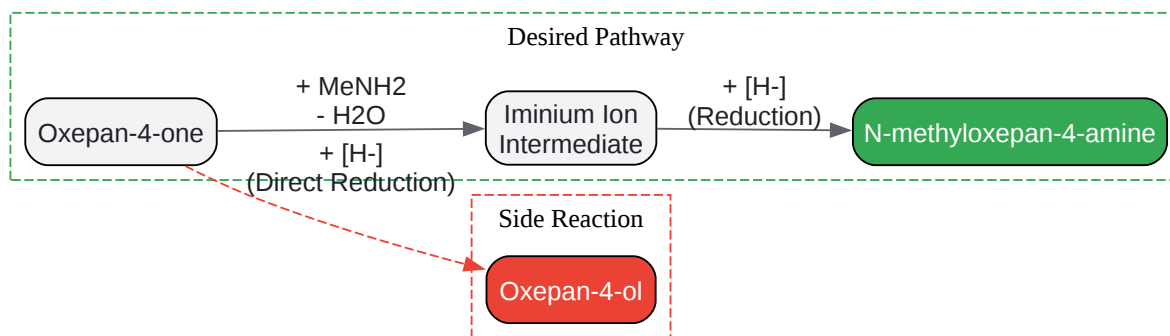 Desired Pathway
+ MeNH2
- H2O
+ [H-]
(Reduction)
Oxepan-4-one
Iminium Ion
Intermediate
N-methyloxepan-4-amine
+ [H-]
(Direct Reduction)
Side Reaction
Oxepan-4-ol